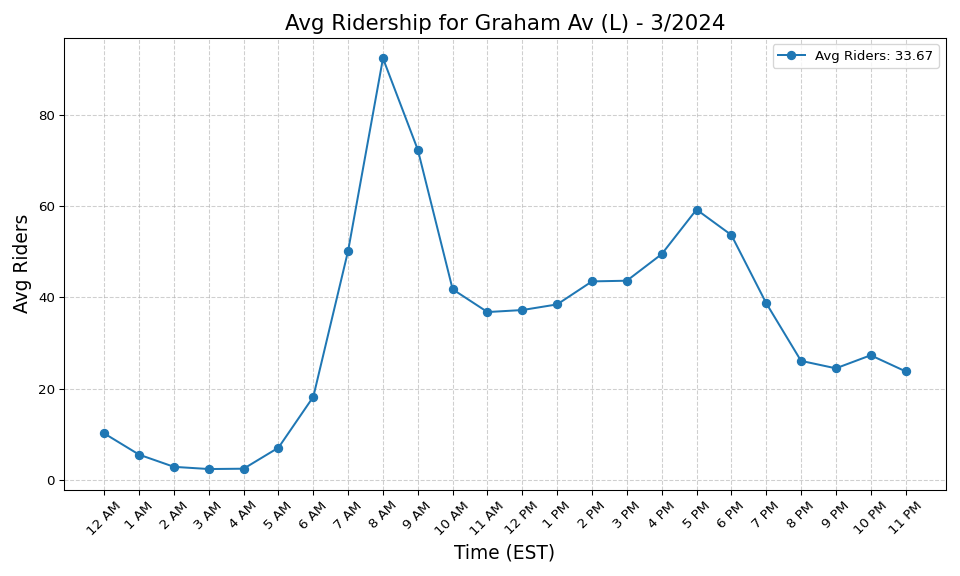 Avg Ridership for Graham Av (L) - 3/2024
Avg Riders: 33.67
Avg Riders
80
60
40
20
0
12 AM
1 AM
2 AM
3 AM
4 AM
5 AM
6 AM
7 AM
8 AM
9 AM
10 AM
11 AM
12 PM
1 PM
2 PM
3 PM
4 PM
5 PM
6 PM
7 PM
8 PM
9 PM
10 PM
11 PM
Time (EST)